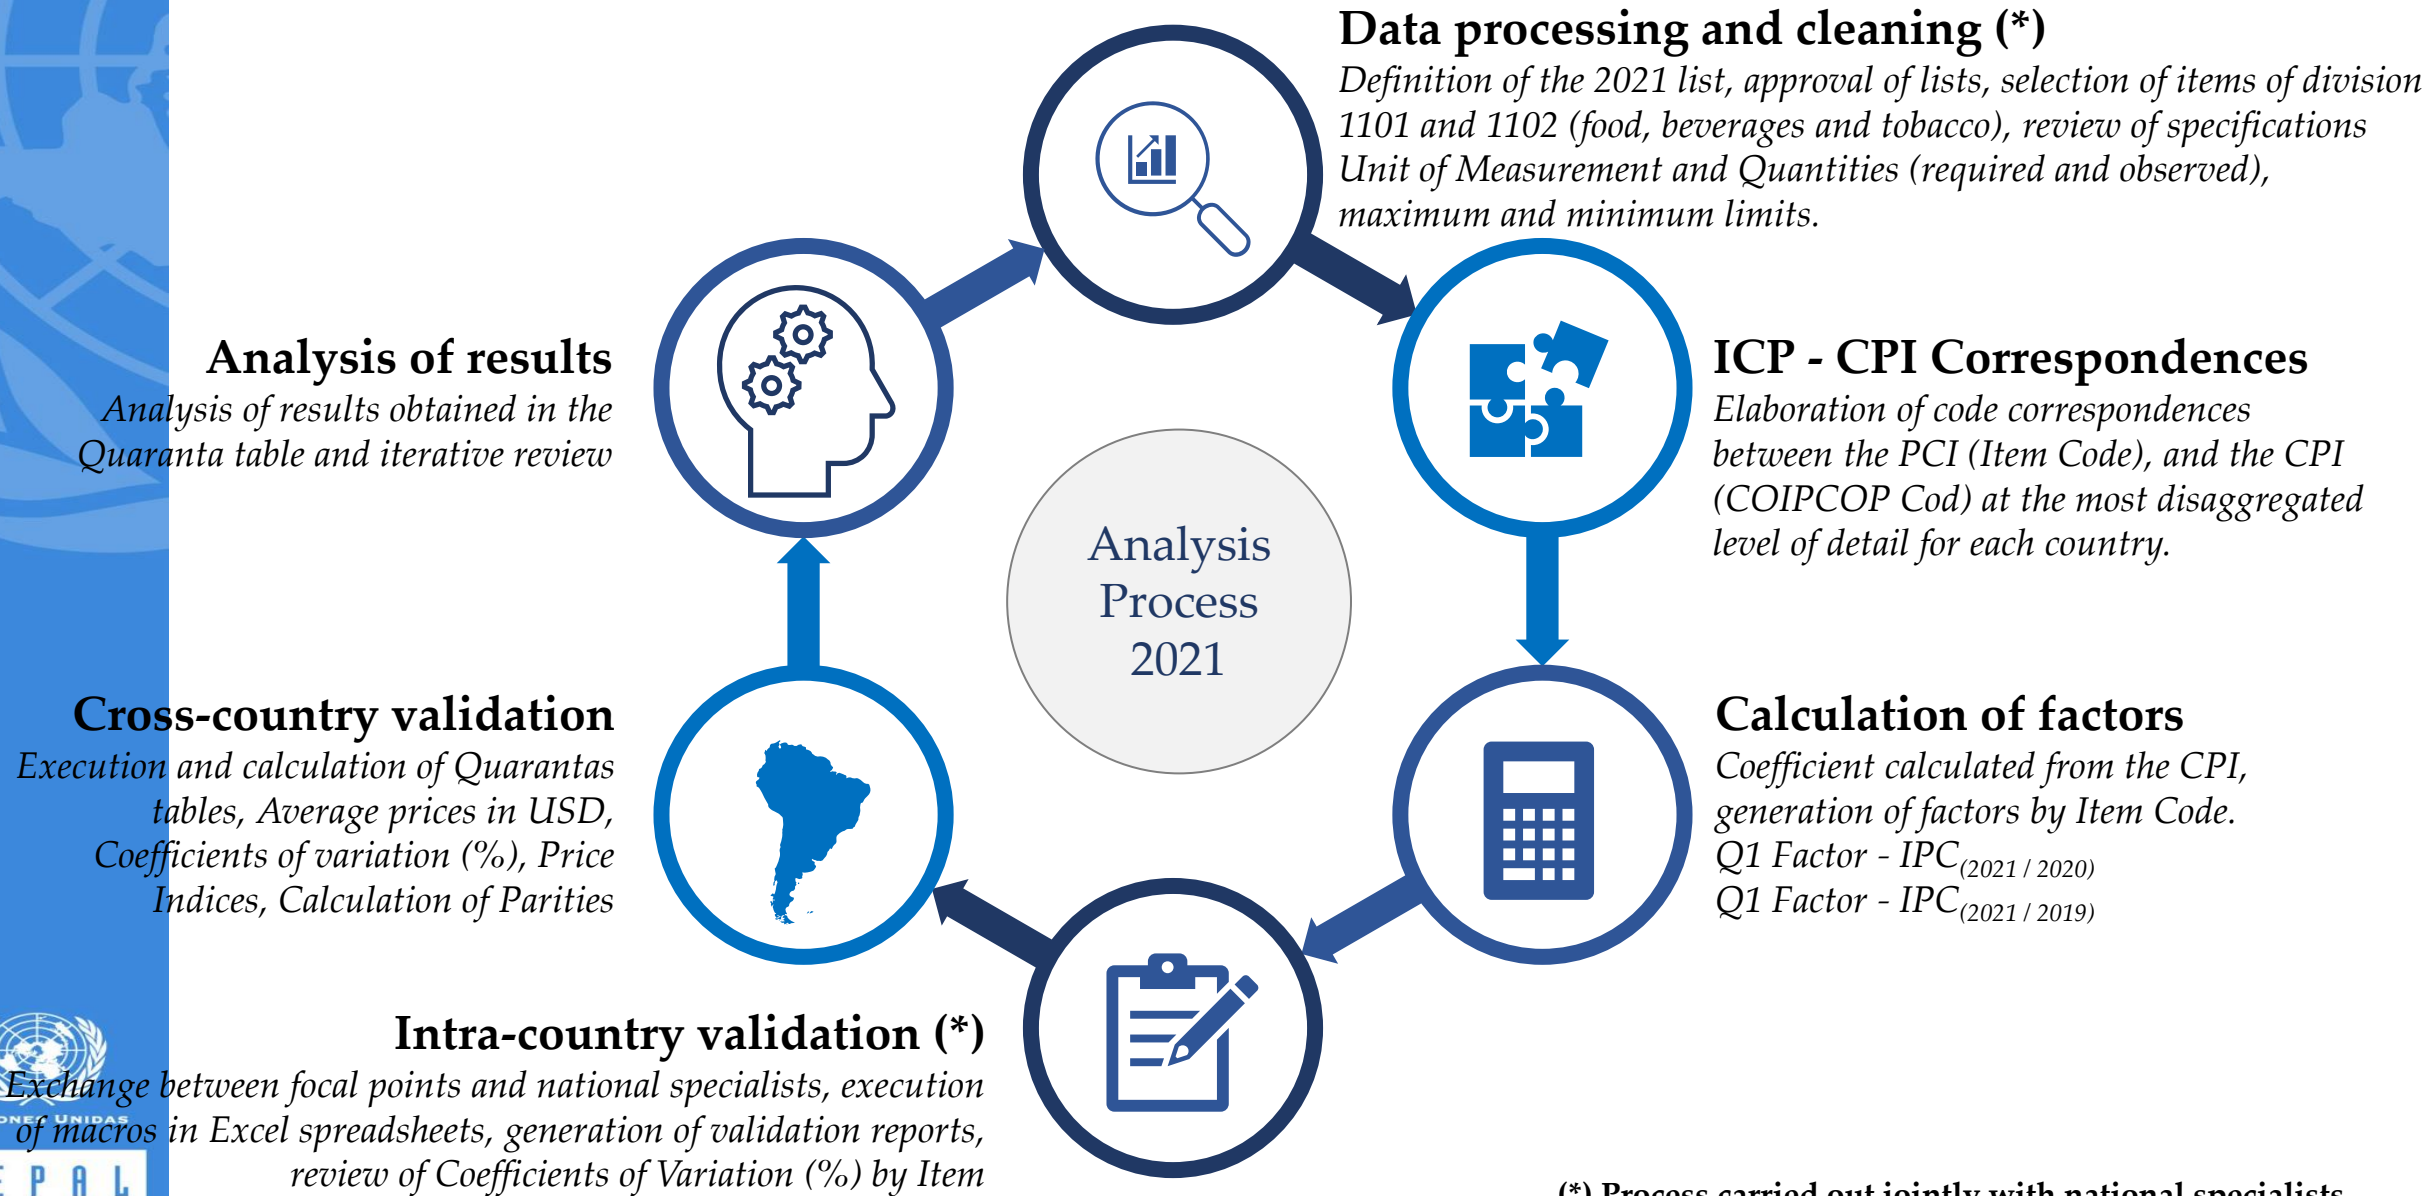 Data processing and cleaning (*)
Definition of the 2021 list, approval of lists, selection of items of division
1101 and 1102 (food, beverages and tobacco), review of specifications
Unit of Measurement and Quantities (required and observed),
maximum and minimum limits.
ICP - CPI Correspondences
Elaboration of code correspondences
between the PCI (Item Code), and the CPI
(COIPCOP Cod) at the most disaggregated
level of detail for each country.
Calculation of factors
Coefficient calculated from the CPI,
generation of factors by Item Code.
Q1 Factor - IPC(2021 / 2020)
Q1 Factor - IPC(2021 / 2019)
Intra-country validation (*)
Exchange between focal points and national specialists, execution
of macros in Excel spreadsheets, generation of validation reports,
review of Coefficients of Variation (%) by Item
Cross-country validation
Execution and calculation of Quarantas
tables, Average prices in USD,
Coefficients of variation (%), Price
Indices, Calculation of Parities
Analysis of results
Analysis of results obtained in the
Quaranta table and iterative review
Analysis
Process
2021
(*) Process carried out jointly with national specialists
UNIDAS
EPAL